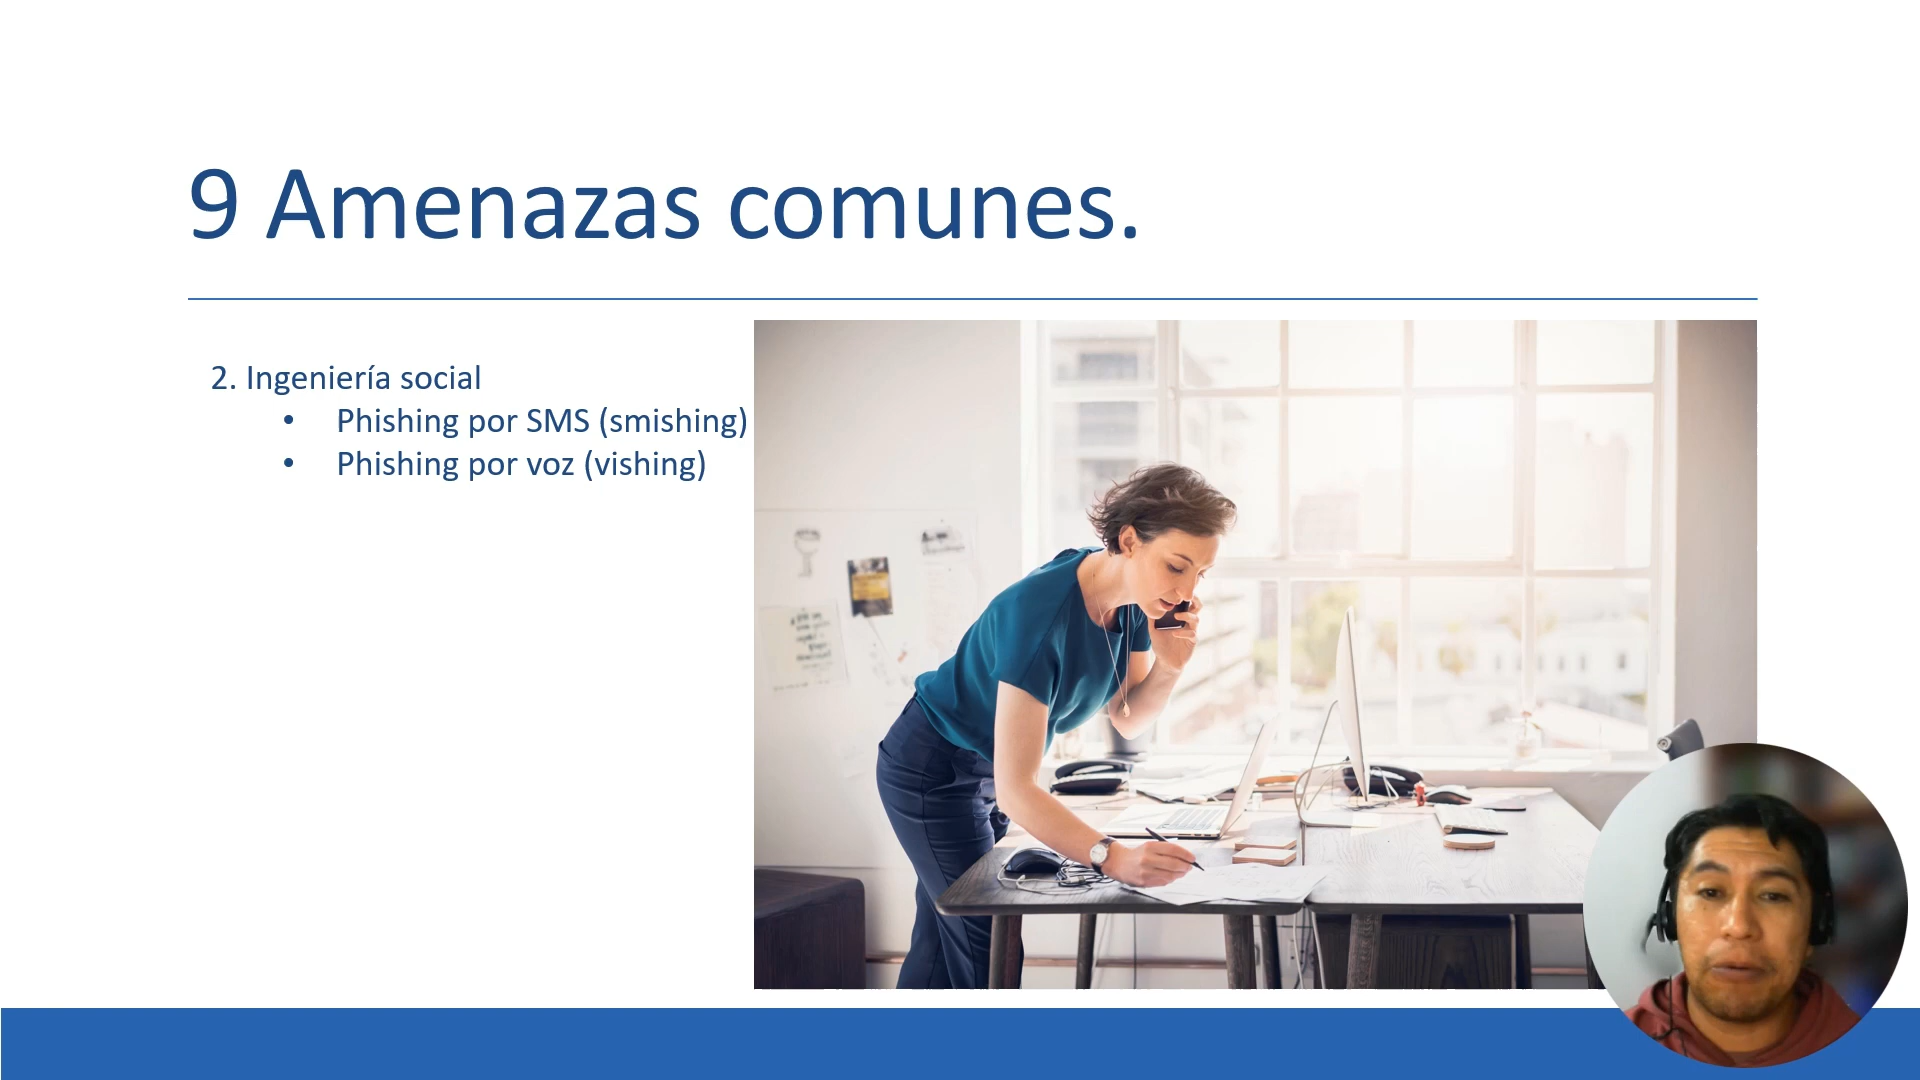 9 Amenazas comunes.
2. Ingeniería social
• Phishing por SMS (smishing)
• Phishing por voz (vishing)